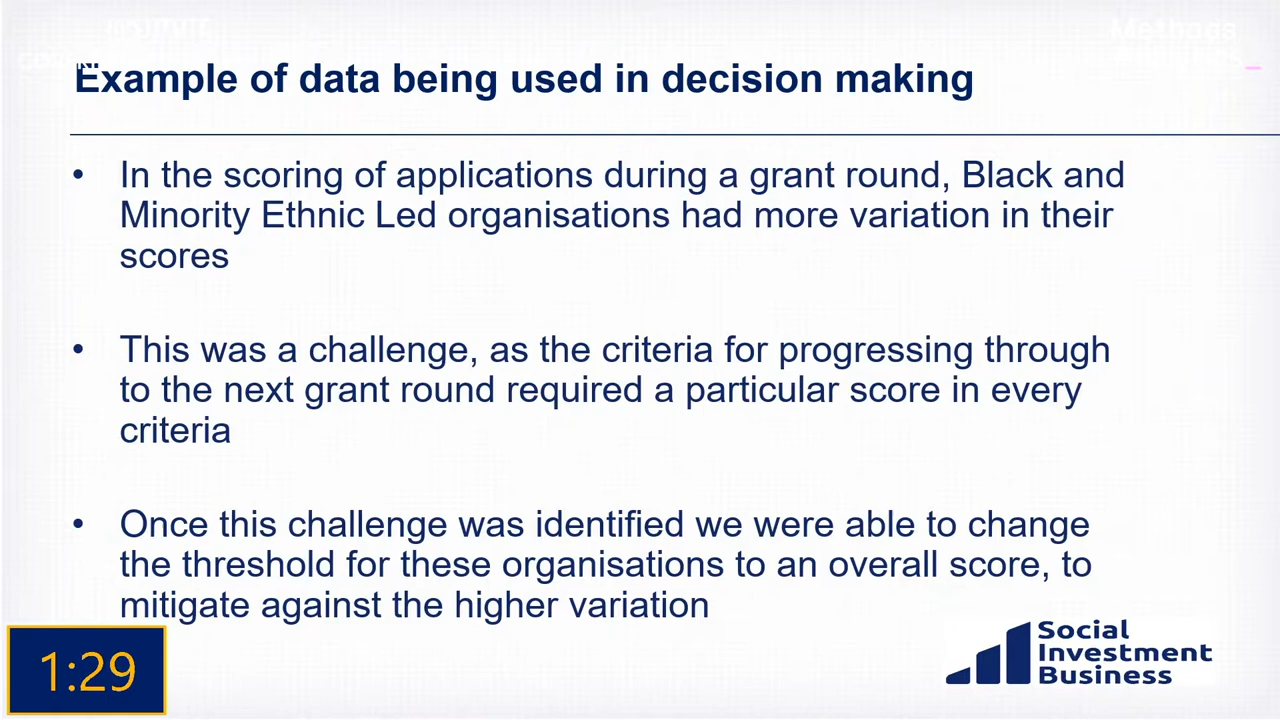 Example of data being used in decision making
• In the scoring of applications during a grant round, Black and
Minority Ethnic Led organisations had more variation in their
scores
• This was a challenge, as the criteria for progressing through
to the next grant round required a particular score in every
criteria
• Once this challenge was identified we were able to change
the threshold for these organisations to an overall score, to
mitigate against the higher variation
1:29
Social
Investment
Business